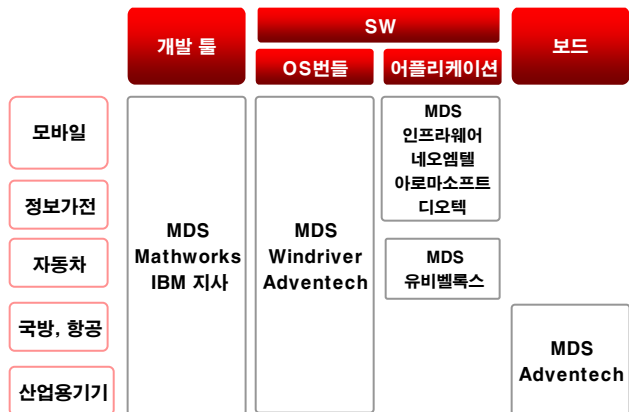 개발 툴
SW
보드
OS번들
어플리케이션
모바일
정보가전
자동차
국방, 항공
산업용기기
MDS
Mathworks
IBM 지사
MDS
Windriver
Adventech
MDS
인프라웨어
네오엠텔
아로마소프트
디오텍
MDS
유비벨록스
MDS
Adventech